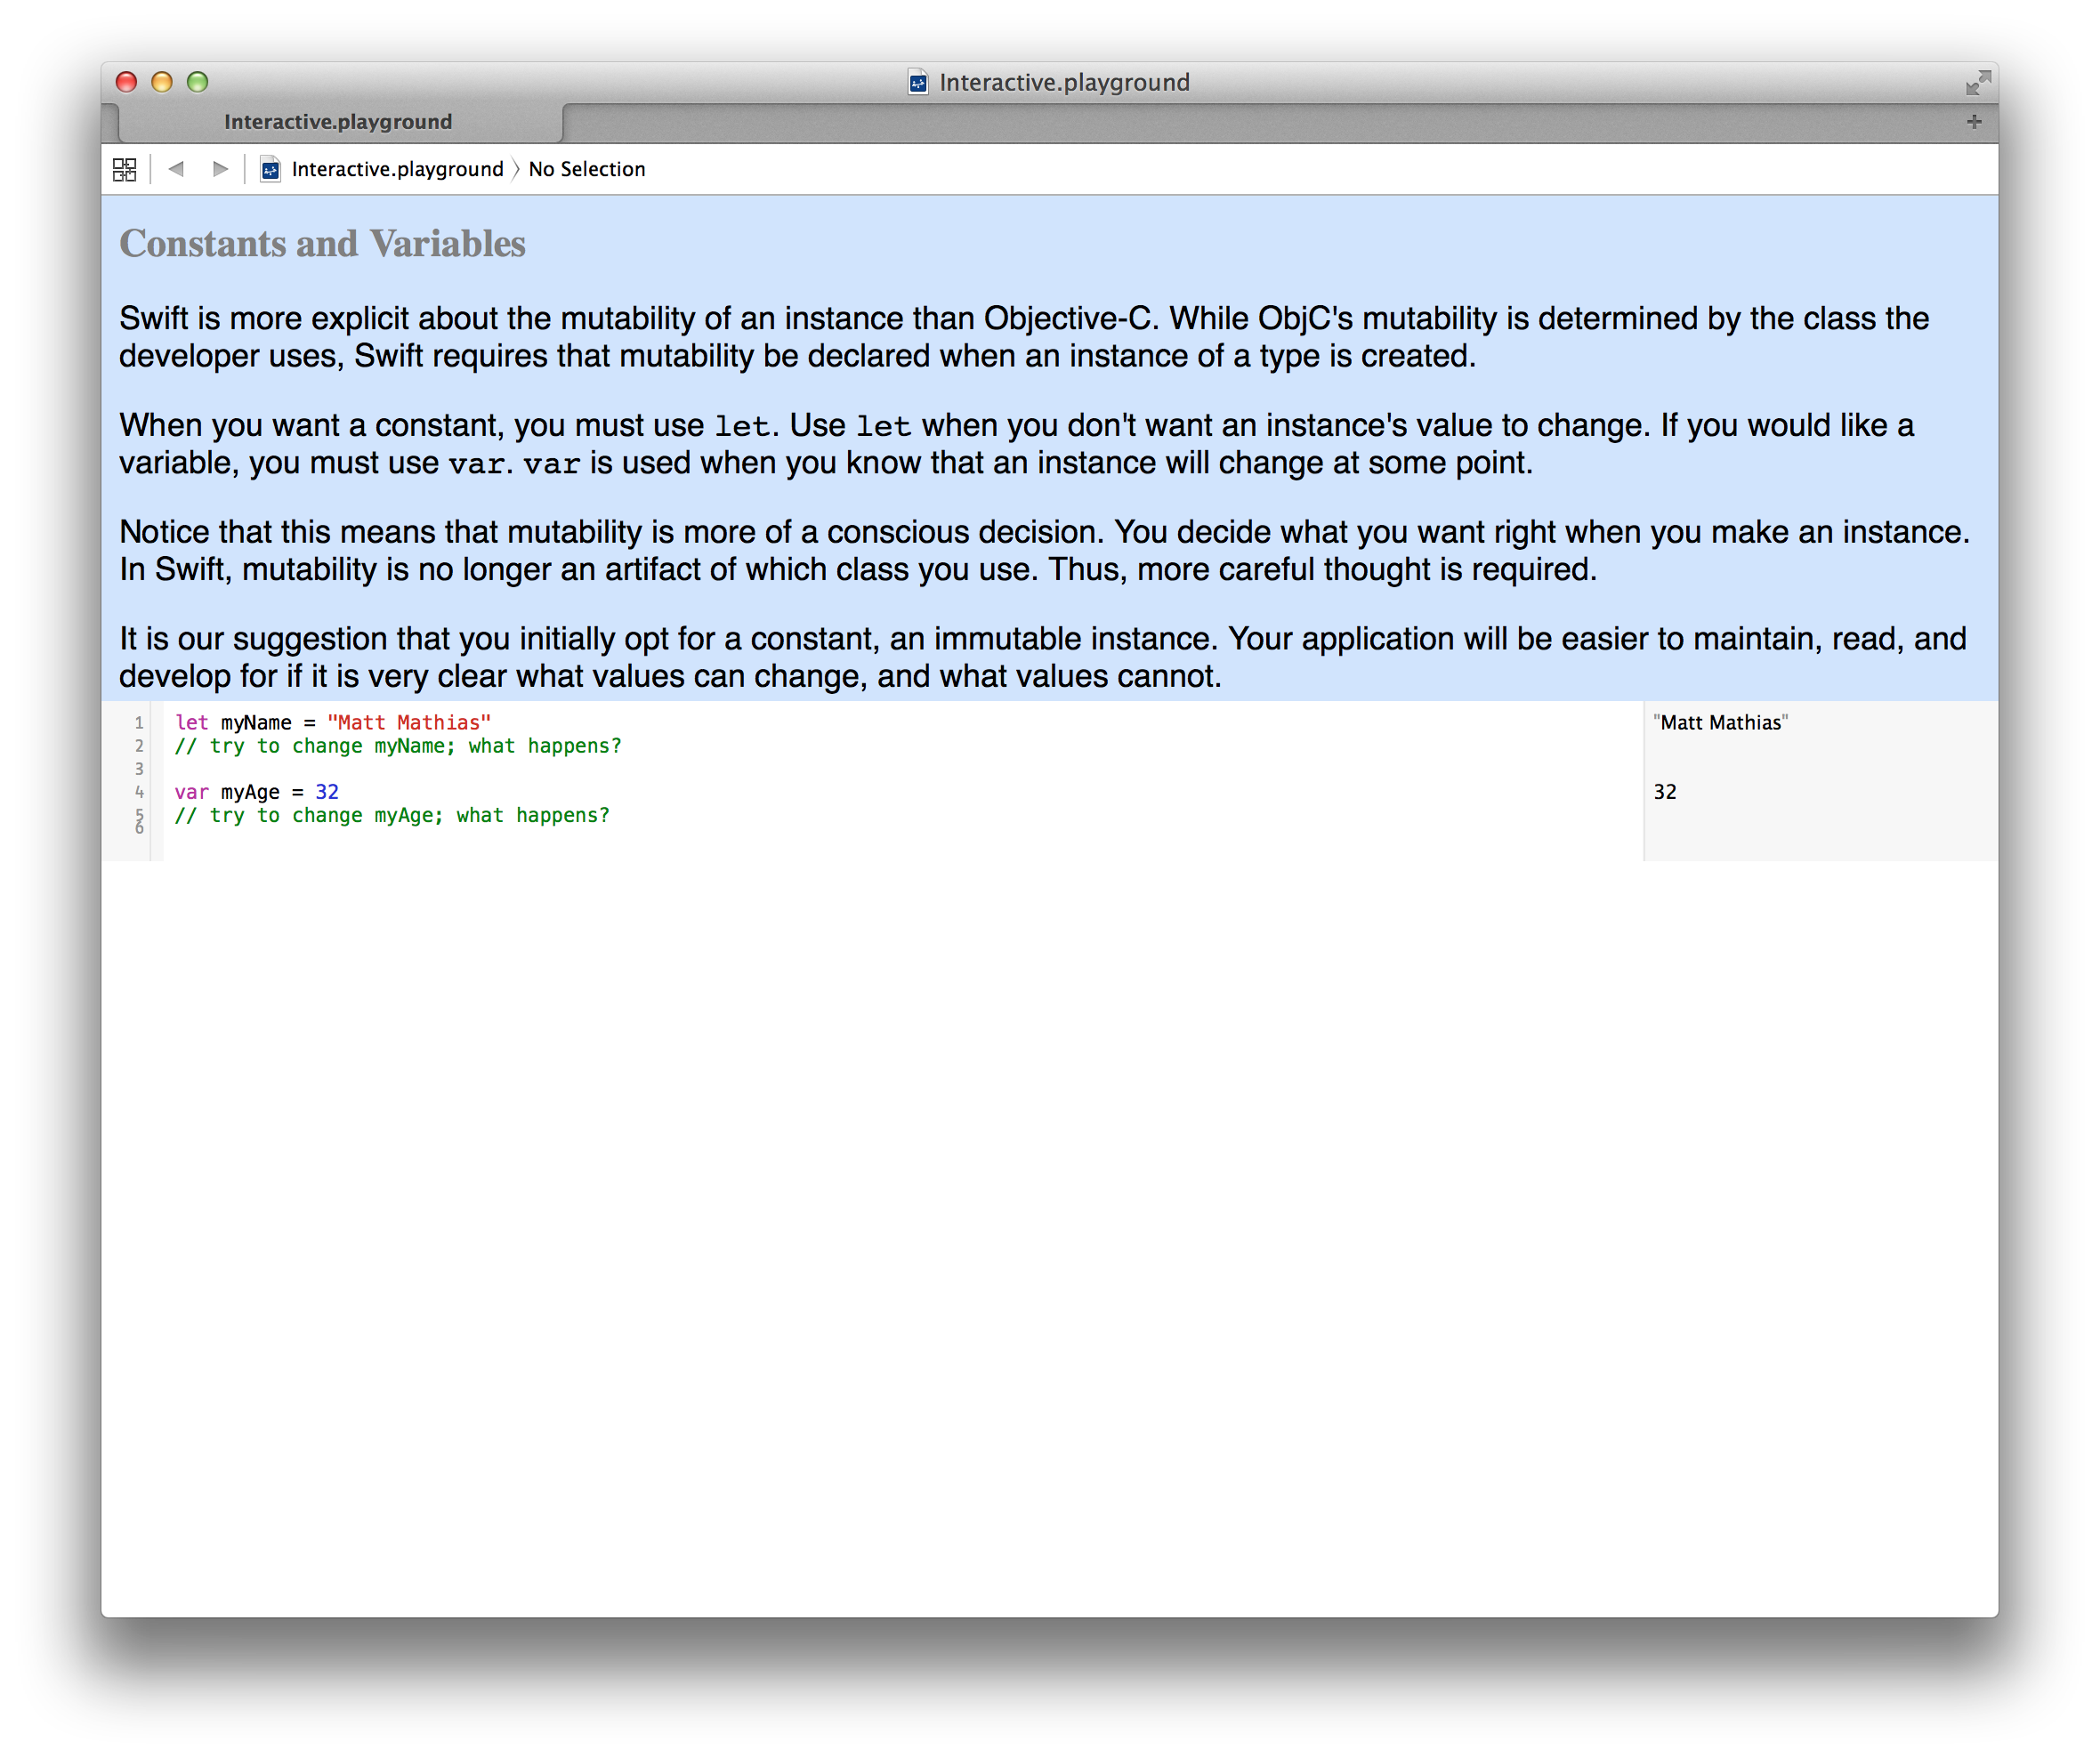 Interactive.playground
Interactive.playground
Interactive.playground 〉 No Selection
Constants and Variables
Swift is more explicit about the mutability of an instance than Objective-C. While ObjC's mutability is determined by the class the
developer uses, Swift requires that mutability be declared when an instance of a type is created.
When you want a constant, you must use let. Use let when you don't want an instance's value to change. If you would like a
variable, you must use var. var is used when you know that an instance will change at some point.
Notice that this means that mutability is more of a conscious decision. You decide what you want right when you make an instance.
In Swift, mutability is no longer an artifact of which class you use. Thus, more careful thought is required.
It is our suggestion that you initially opt for a constant, an immutable instance. Your application will be easier to maintain, read, and
develop for if it is very clear what values can change, and what values cannot.
1 let myName = "Matt Mathias" "Matt Mathias"
2 // try to change myName; what happens?
3
4 var myAge = 32 32
5 // try to change myAge; what happens?
6